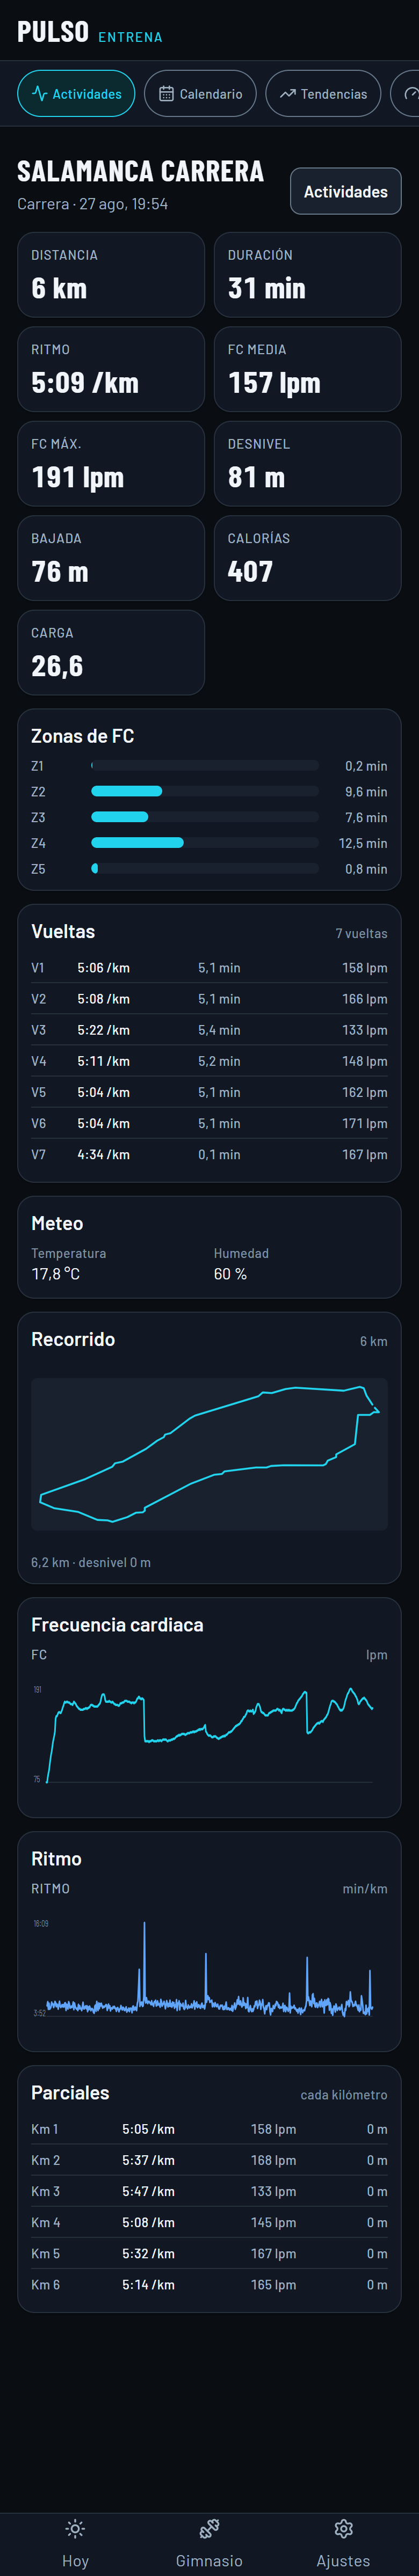 PULSO ENTRENA
Actividades Calendario Tendencias
SALAMANCA CARRERA
Carrera · 27 ago, 19:54
Actividades
DISTANCIA DURACIÓN
6 km 31 min
RITMO FC MEDIA
5:09 /km 157 lpm
FC MÁX. DESNIVEL
191 lpm 81 m
BAJADA CALORÍAS
76 m 407
CARGA
26,6
Zonas de FC
Z1 0,2 min
Z2 9,6 min
Z3 7,6 min
Z4 12,5 min
Z5 0,8 min
Vueltas 7 vueltas
V1 5:06 /km 5,1 min 158 lpm
V2 5:08 /km 5,1 min 166 lpm
V3 5:22 /km 5,4 min 133 lpm
V4 5:11 /km 5,2 min 148 lpm
V5 5:04 /km 5,1 min 162 lpm
V6 5:04 /km 5,1 min 171 lpm
V7 4:34 /km 0,1 min 167 lpm
Meteo
Temperatura Humedad
17,8 °C 60 %
Recorrido 6 km
6,2 km · desnivel 0 m
Frecuencia cardiaca
FC lpm
191
75
Ritmo
RITMO min/km
16:09
3:52
Parciales cada kilómetro
Km 1 5:05 /km 158 lpm 0 m
Km 2 5:37 /km 168 lpm 0 m
Km 3 5:47 /km 133 lpm 0 m
Km 4 5:08 /km 145 lpm 0 m
Km 5 5:32 /km 167 lpm 0 m
Km 6 5:14 /km 165 lpm 0 m
Hoy Gimnasio Ajustes